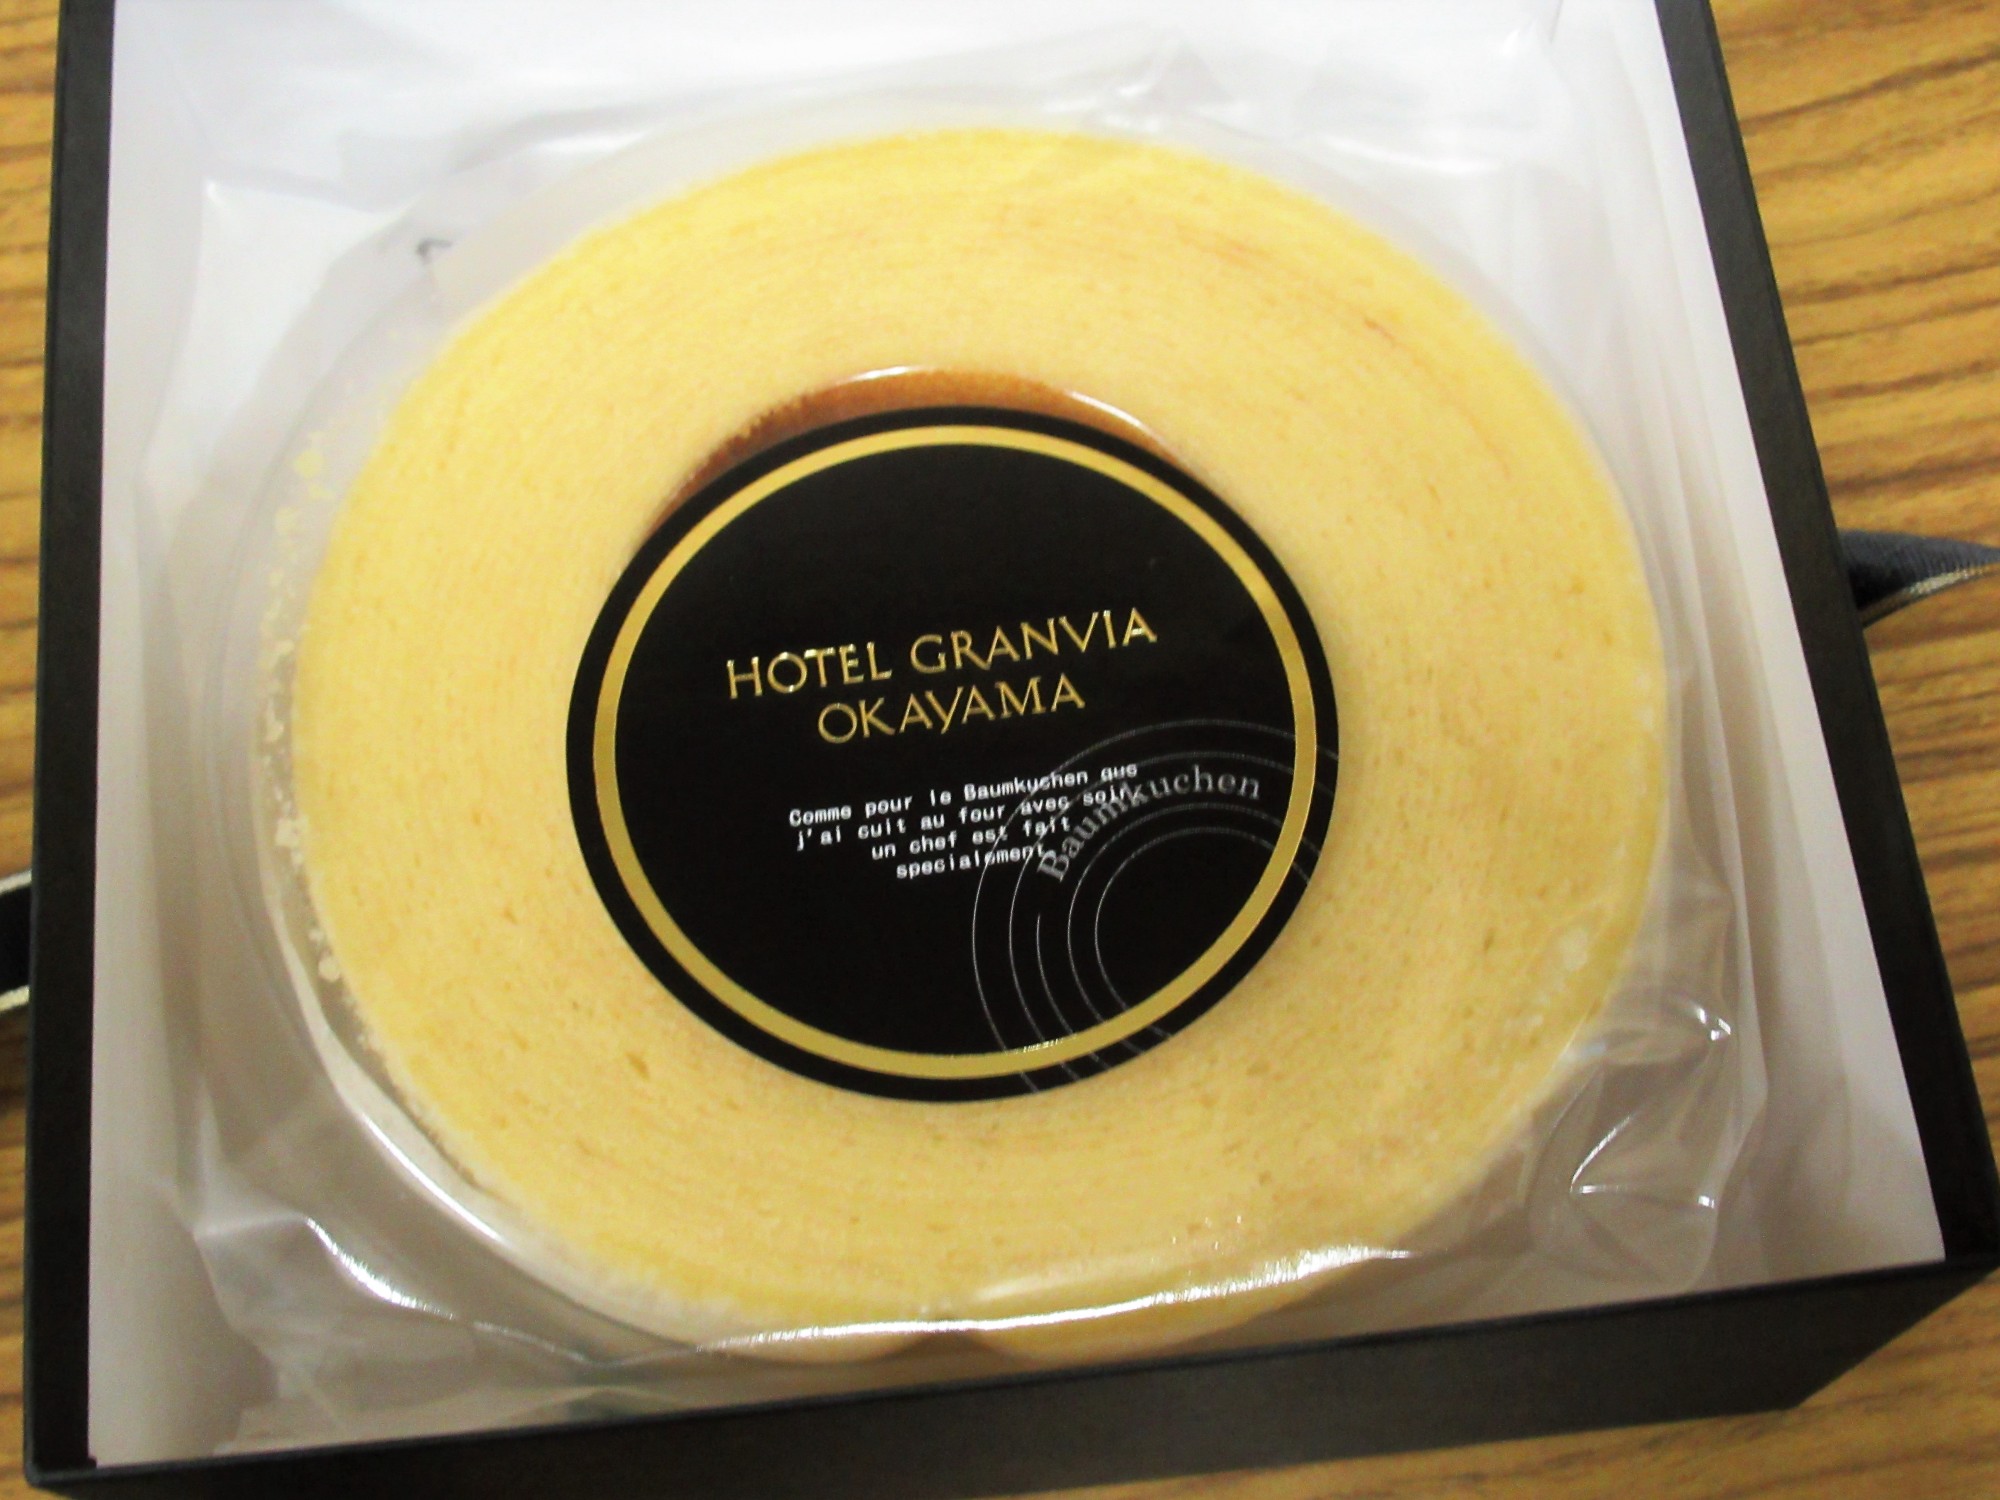 HOTEL GRANVIA
OKAYAMA
Comme pour le Baumkuchen que
j'ai cuit au four avec soin,
un chef est fait
specialement.
Baumkuchen